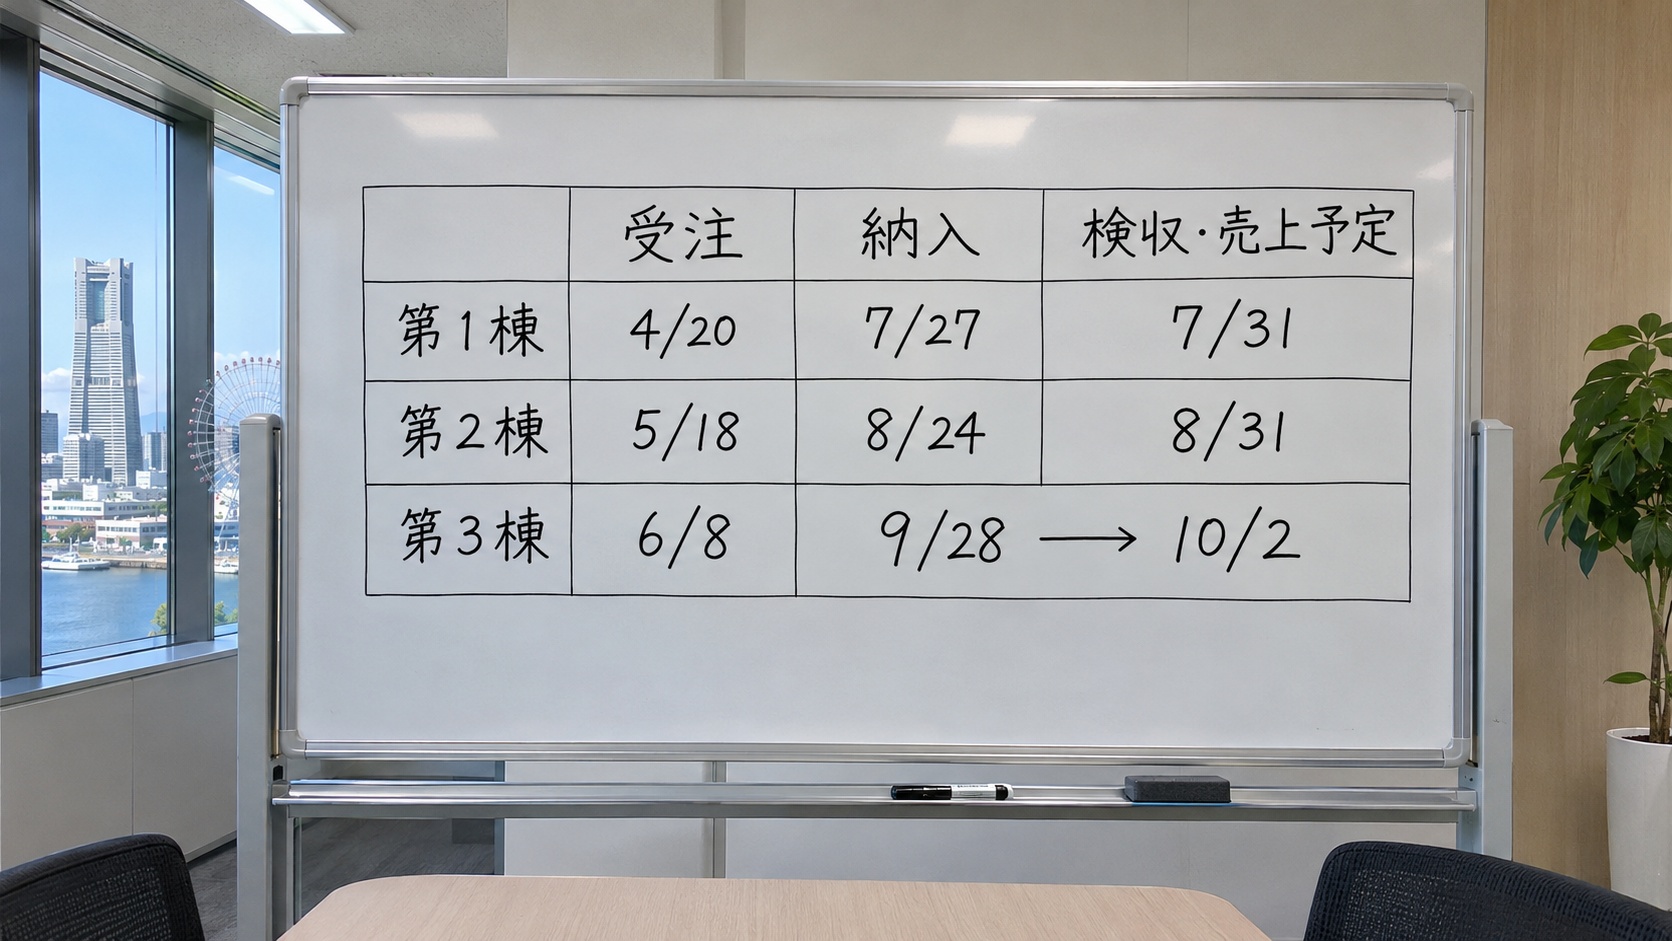 受注 納入 検収・売上予定
第1棟 4/20 7/27 7/31
第2棟 5/18 8/24 8/31
第3棟 6/8 9/28 → 10/2